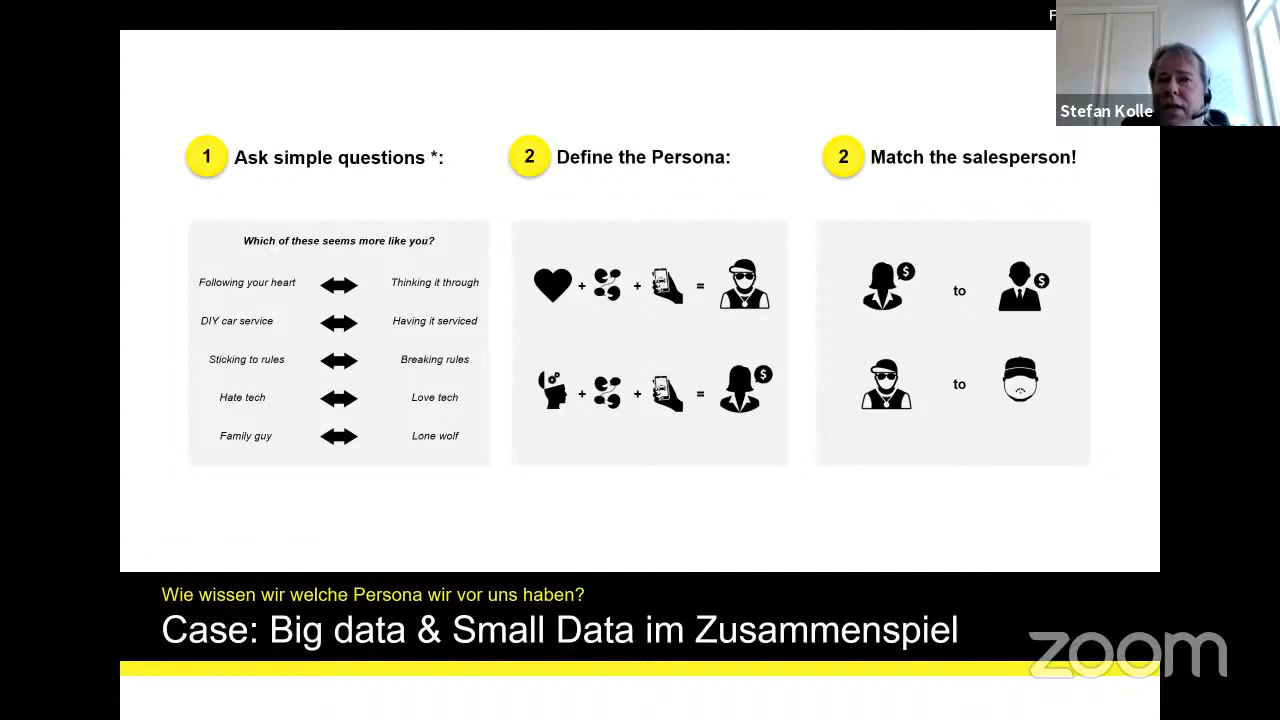 F
Stefan Kolle
1 Ask simple questions *:
2 Define the Persona:
2 Match the salesperson!
Which of these seems more like you?
Following your heart Thinking it through
DIY car service Having it serviced
Sticking to rules Breaking rules
Hate tech Love tech
Family guy Lone wolf
+ + =
$
+ + =
$ to $
to
Wie wissen wir welche Persona wir vor uns haben?
Case: Big data & Small Data im Zusammenspiel
zoom